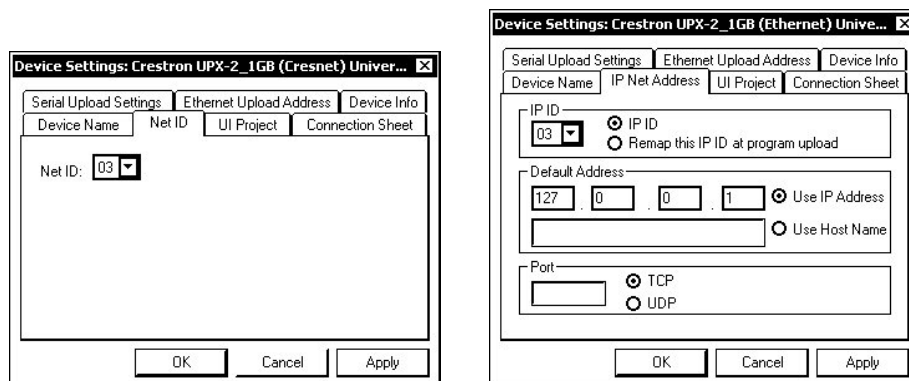 Device Settings: Crestron UPX-2_1GB (Cresnet) Univer...
Serial Upload Settings Ethernet Upload Address Device Info
Device Name Net ID UI Project Connection Sheet
Net ID: 03
OK Cancel Apply
Device Settings: Crestron UPX-2_1GB (Ethernet) Unive...
Serial Upload Settings Ethernet Upload Address Device Info
Device Name IP Net Address UI Project Connection Sheet
IP ID
03 IP ID
Remap this IP ID at program upload
Default Address
127 . 0 . 0 . 1 Use IP Address
Use Host Name
Port
TCP
UDP
OK Cancel Apply